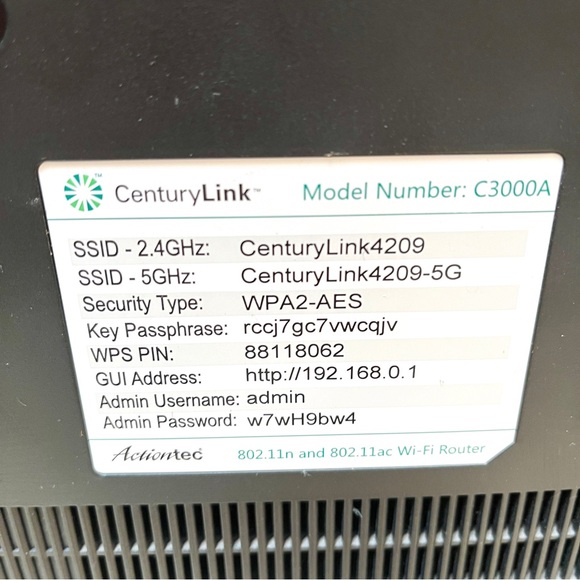 CenturyLink™ Model Number: C3000A
SSID - 2.4GHz: CenturyLink4209
SSID - 5GHz: CenturyLink4209-5G
Security Type: WPA2-AES
Key Passphrase: rccj7gc7vwcqjv
WPS PIN: 88118062
GUI Address: http://192.168.0.1
Admin Username: admin
Admin Password: w7wH9bw4
Actiontec 802.11n and 802.11ac Wi-Fi Router